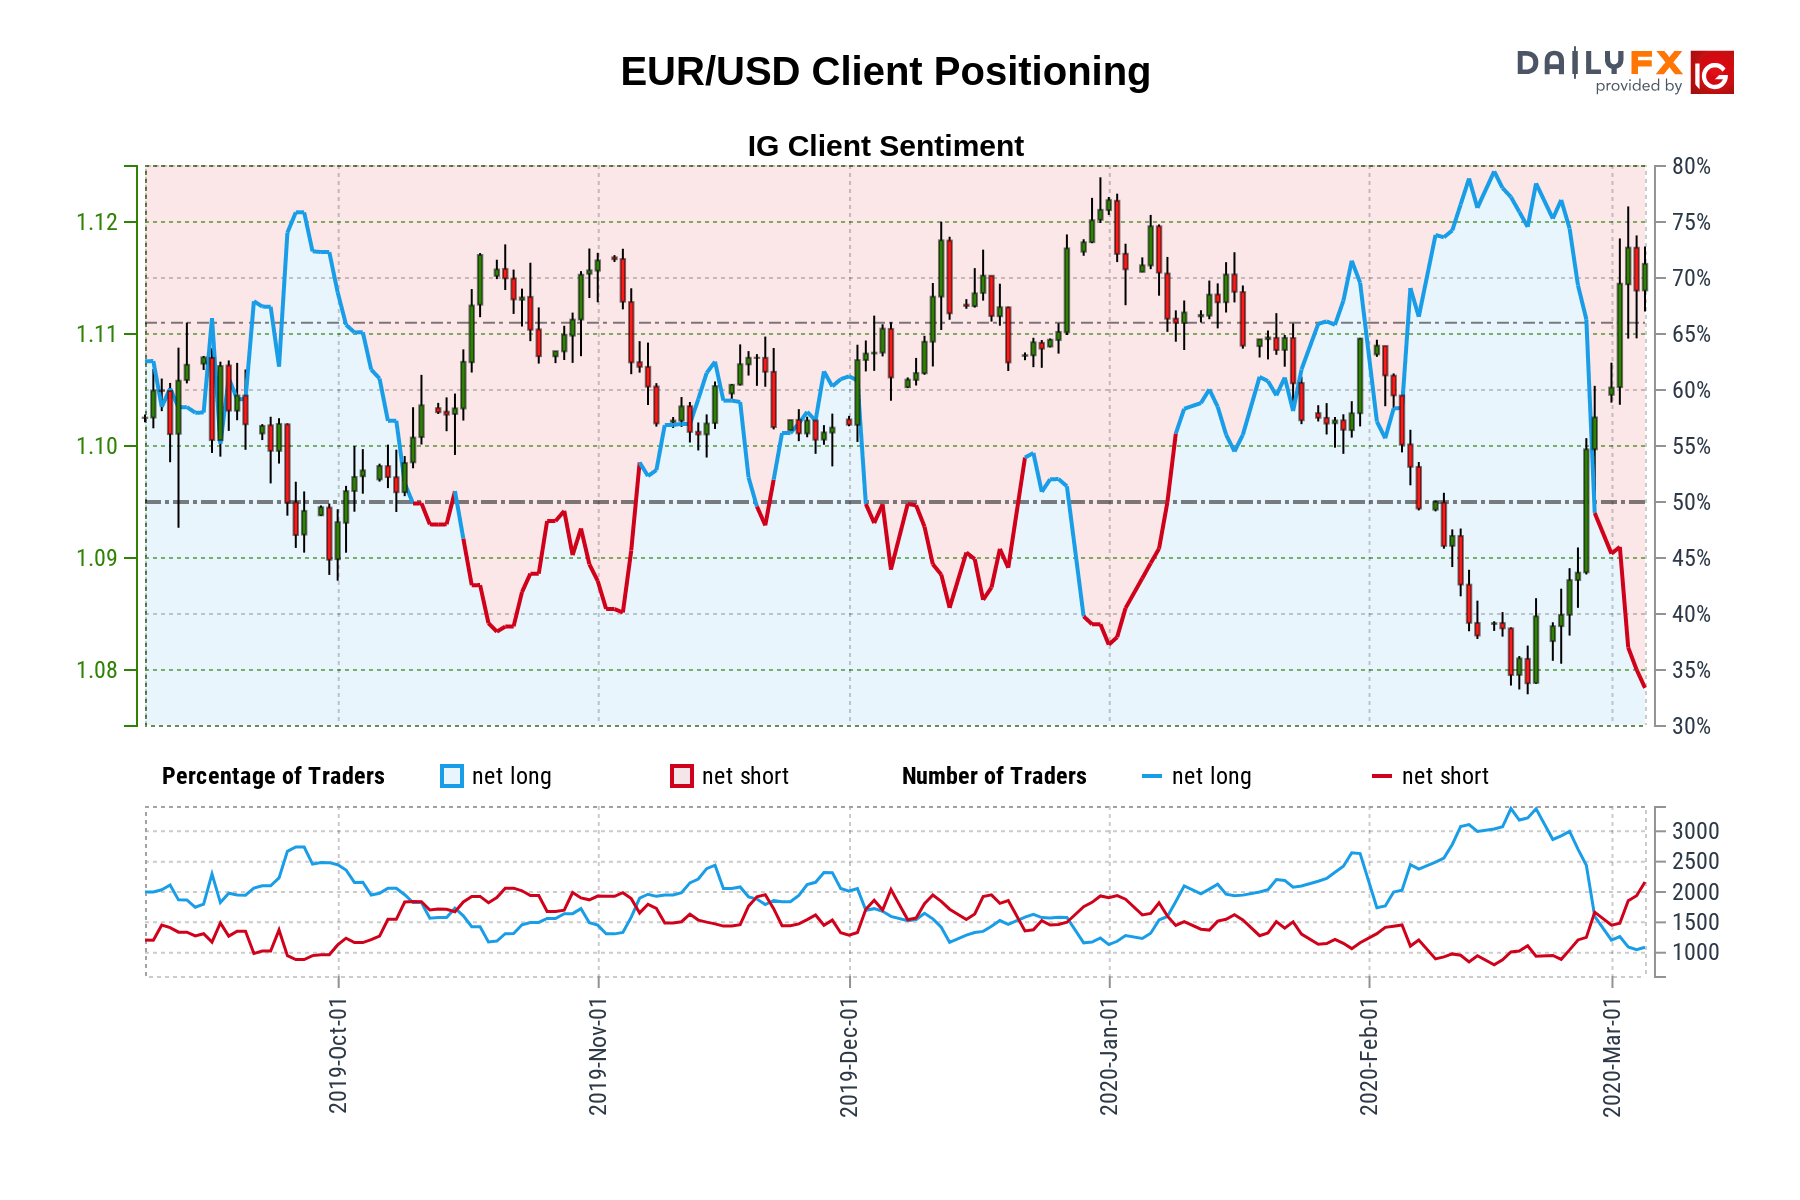 EUR/USD Client Positioning
DAILYFX
provided by
IG
IG Client Sentiment
1.12
1.11
1.10
1.09
1.08
80%
75%
70%
65%
60%
55%
50%
45%
40%
35%
30%
Percentage of Traders net long net short Number of Traders net long net short
3000
2500
2000
1500
1000
2019-Oct-01
2019-Nov-01
2019-Dec-01
2020-Jan-01
2020-Feb-01
2020-Mar-01